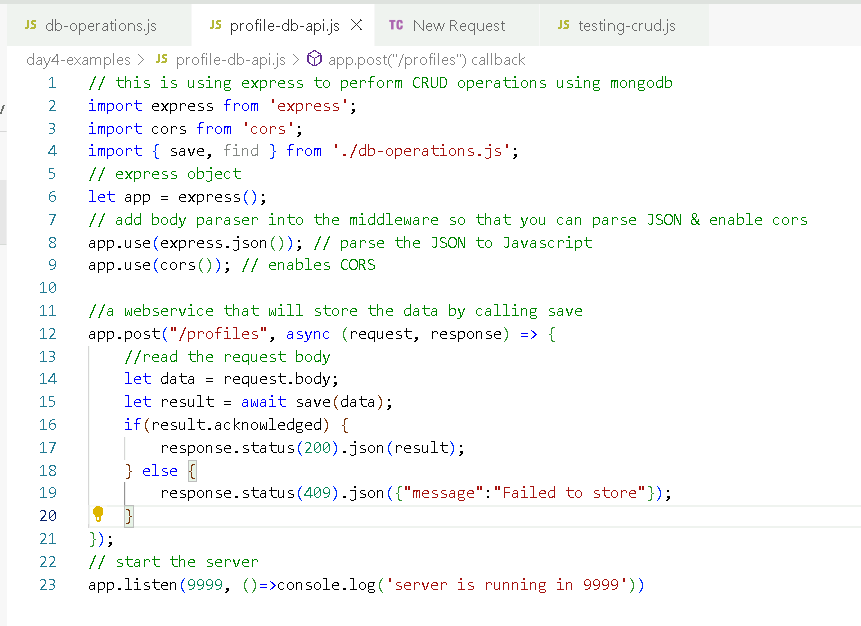 JS db-operations.js JS profile-db-api.js × TC New Request JS testing-crud.js
day4-examples > JS profile-db-api.js > app.post("/profiles") callback
1 // this is using express to perform CRUD operations using mongodb
2 import express from 'express';
3 import cors from 'cors';
4 import { save, find } from './db-operations.js';
5 // express object
6 let app = express();
7 // add body paraser into the middleware so that you can parse JSON & enable cors
8 app.use(express.json()); // parse the JSON to Javascript
9 app.use(cors()); // enables CORS
10
11 //a webservice that will store the data by calling save
12 app.post("/profiles", async (request, response) => {
13 //read the request body
14 let data = request.body;
15 let result = await save(data);
16 if(result.acknowledged) {
17 response.status(200).json(result);
18 } else {
19 response.status(409).json({"message":"Failed to store"});
20 }
21 });
22 // start the server
23 app.listen(9999, ()=>console.log('server is running in 9999'))